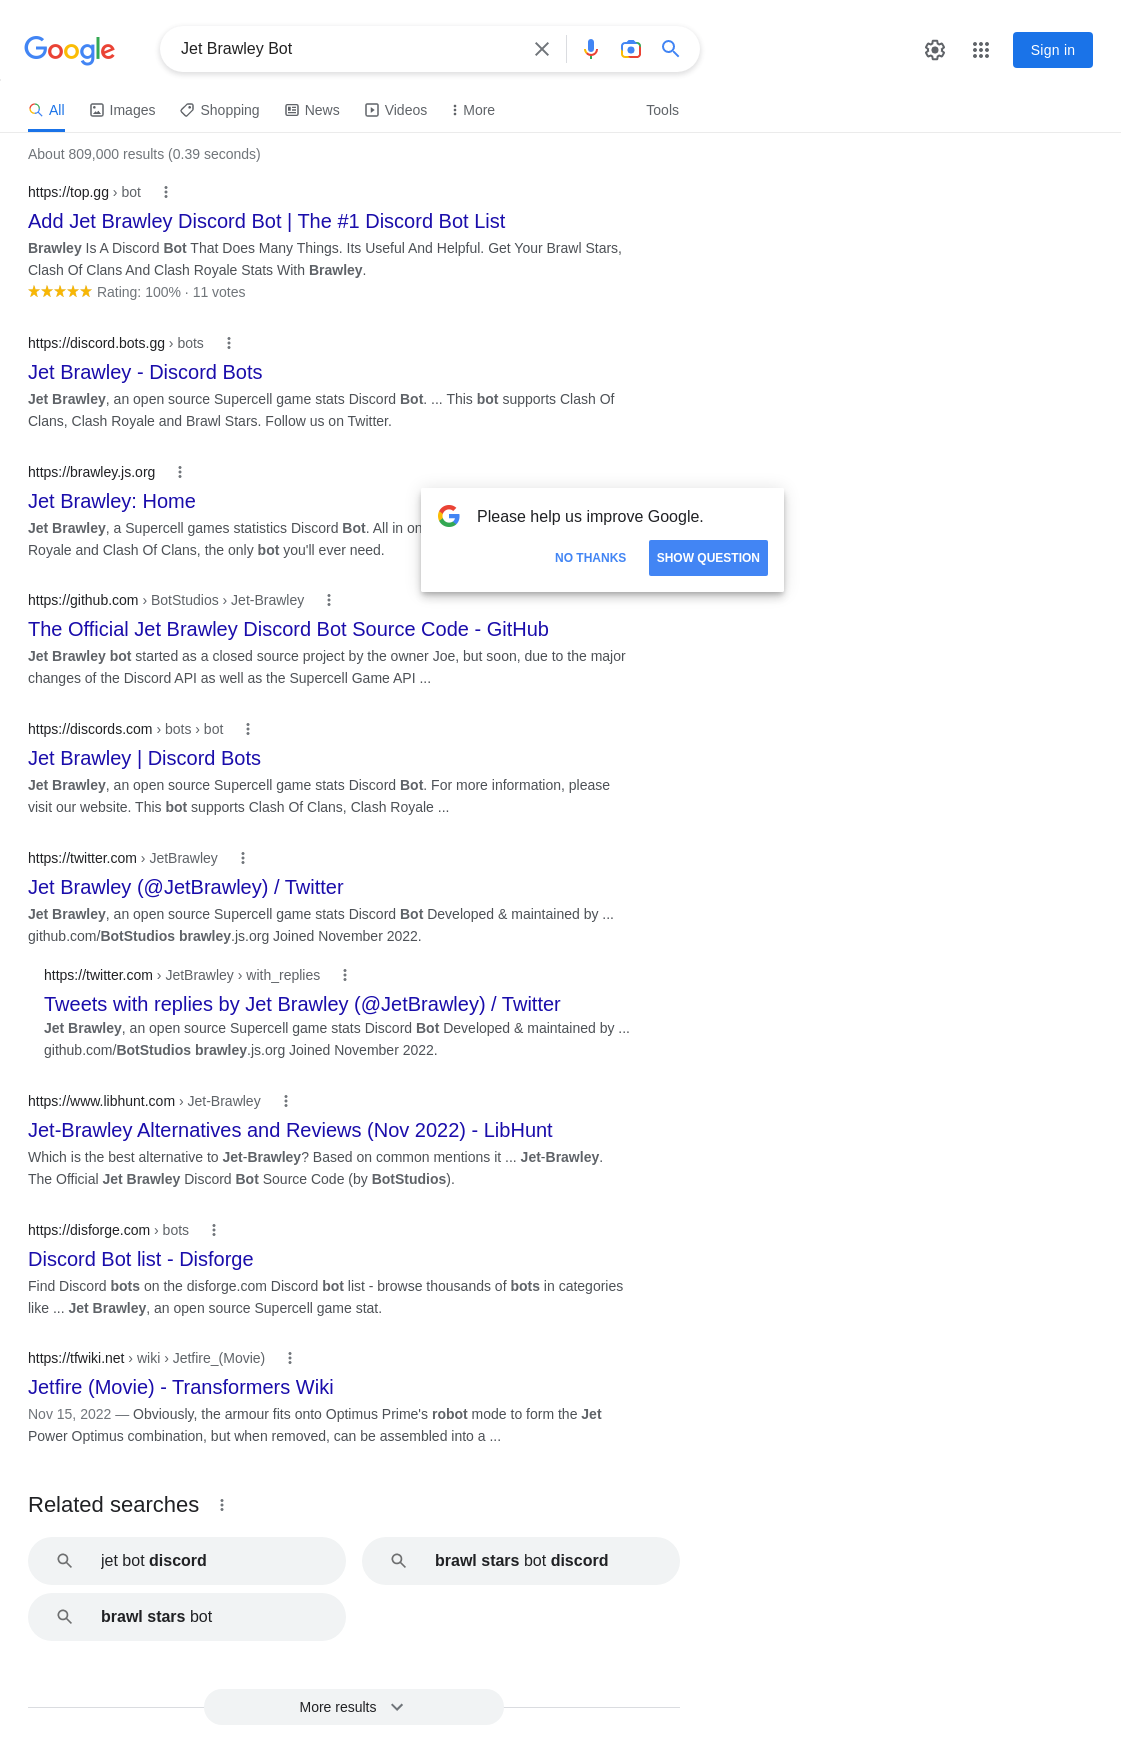 Google
Jet Brawley Bot
Sign in
All
Images
Shopping
News
Videos
More
Tools
About 809,000 results (0.39 seconds)
https://top.gg › bot
Add Jet Brawley Discord Bot | The #1 Discord Bot List
Brawley Is A Discord Bot That Does Many Things. Its Useful And Helpful. Get Your Brawl Stars,
Clash Of Clans And Clash Royale Stats With Brawley.
Rating: 100% · 11 votes
https://discord.bots.gg › bots
Jet Brawley - Discord Bots
Jet Brawley, an open source Supercell game stats Discord Bot. ... This bot supports Clash Of
Clans, Clash Royale and Brawl Stars. Follow us on Twitter.
https://brawley.js.org
Jet Brawley: Home
Jet Brawley, a Supercell games statistics Discord Bot. All in on
Royale and Clash Of Clans, the only bot you'll ever need.
Please help us improve Google.
NO THANKS
SHOW QUESTION
https://github.com › BotStudios › Jet-Brawley
The Official Jet Brawley Discord Bot Source Code - GitHub
Jet Brawley bot started as a closed source project by the owner Joe, but soon, due to the major
changes of the Discord API as well as the Supercell Game API ...
https://discords.com › bots › bot
Jet Brawley | Discord Bots
Jet Brawley, an open source Supercell game stats Discord Bot. For more information, please
visit our website. This bot supports Clash Of Clans, Clash Royale ...
https://twitter.com › JetBrawley
Jet Brawley (@JetBrawley) / Twitter
Jet Brawley, an open source Supercell game stats Discord Bot Developed & maintained by ...
github.com/BotStudios brawley.js.org Joined November 2022.
https://twitter.com › JetBrawley › with_replies
Tweets with replies by Jet Brawley (@JetBrawley) / Twitter
Jet Brawley, an open source Supercell game stats Discord Bot Developed & maintained by ...
github.com/BotStudios brawley.js.org Joined November 2022.
https://www.libhunt.com › Jet-Brawley
Jet-Brawley Alternatives and Reviews (Nov 2022) - LibHunt
Which is the best alternative to Jet-Brawley? Based on common mentions it ... Jet-Brawley.
The Official Jet Brawley Discord Bot Source Code (by BotStudios).
https://disforge.com › bots
Discord Bot list - Disforge
Find Discord bots on the disforge.com Discord bot list - browse thousands of bots in categories
like ... Jet Brawley, an open source Supercell game stat.
https://tfwiki.net › wiki › Jetfire_(Movie)
Jetfire (Movie) - Transformers Wiki
Nov 15, 2022 — Obviously, the armour fits onto Optimus Prime's robot mode to form the Jet
Power Optimus combination, but when removed, can be assembled into a ...
Related searches
jet bot discord
brawl stars bot discord
brawl stars bot
More results